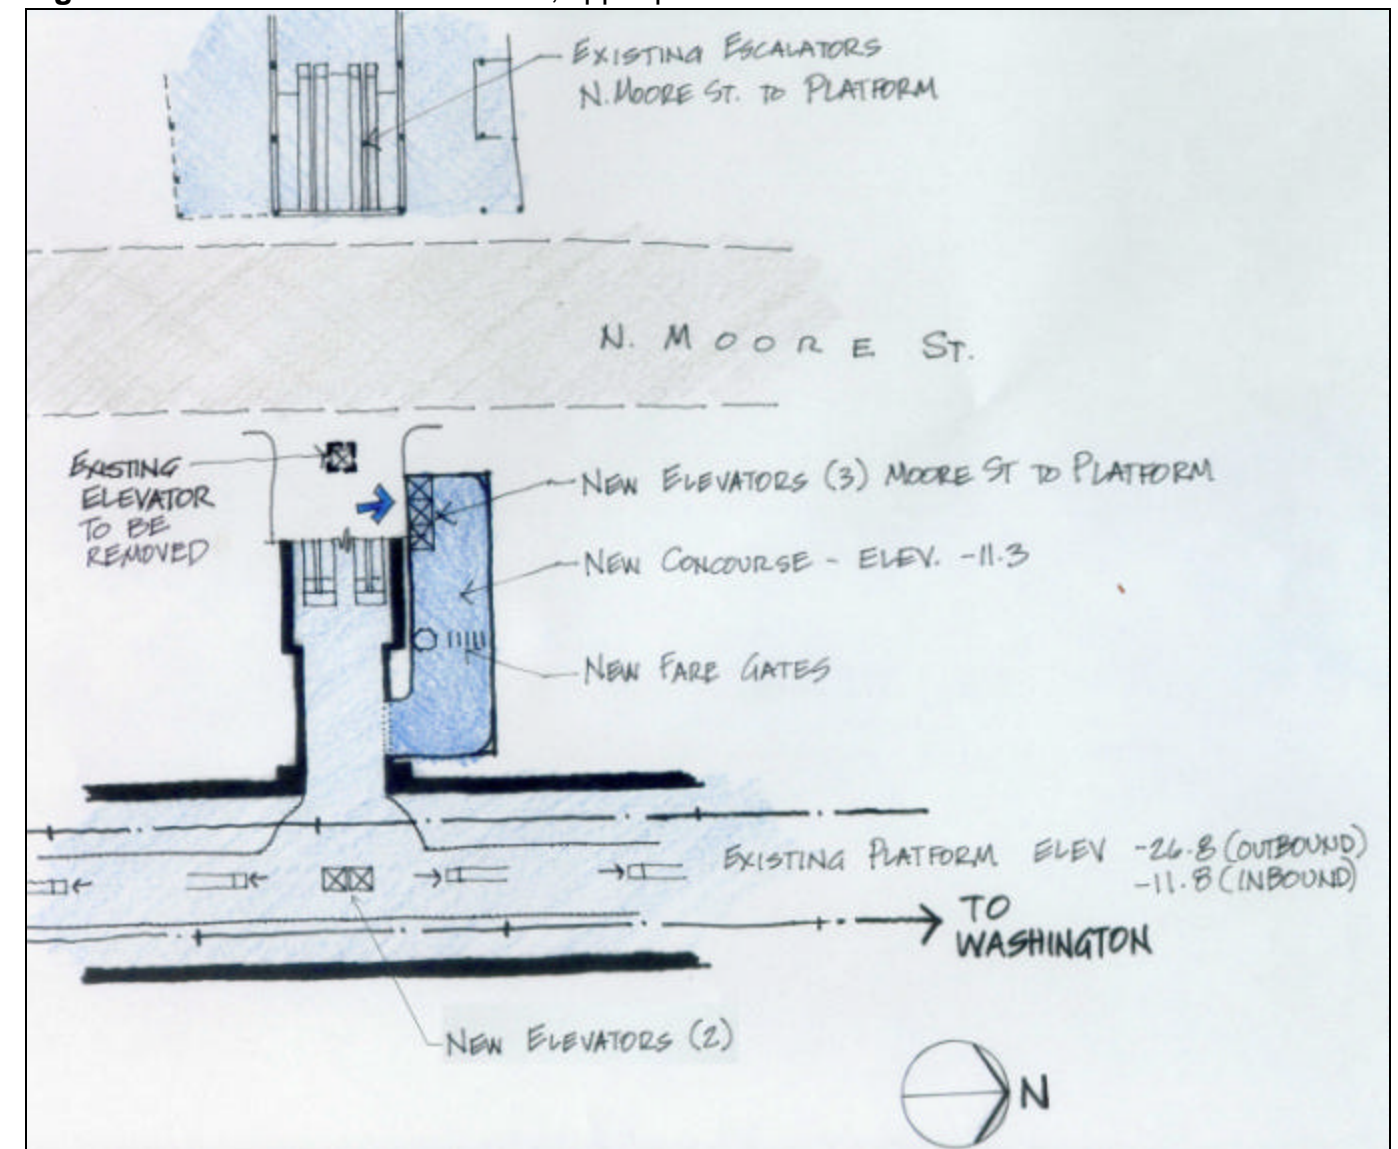 EXISTING ESCALATORS
N. MOORE ST. TO PLATFORM
N. MOORE ST.
EXISTING
ELEVATOR
TO BE
REMOVED
NEW ELEVATORS (3) MOORE ST TO PLATFORM
NEW CONCOURSE - ELEV. -11.3
NEW FARE GATES
EXISTING PLATFORM ELEV -26.8 (OUTBOUND)
-11.8 (INBOUND)
TO
WASHINGTON
NEW ELEVATORS (2)
N